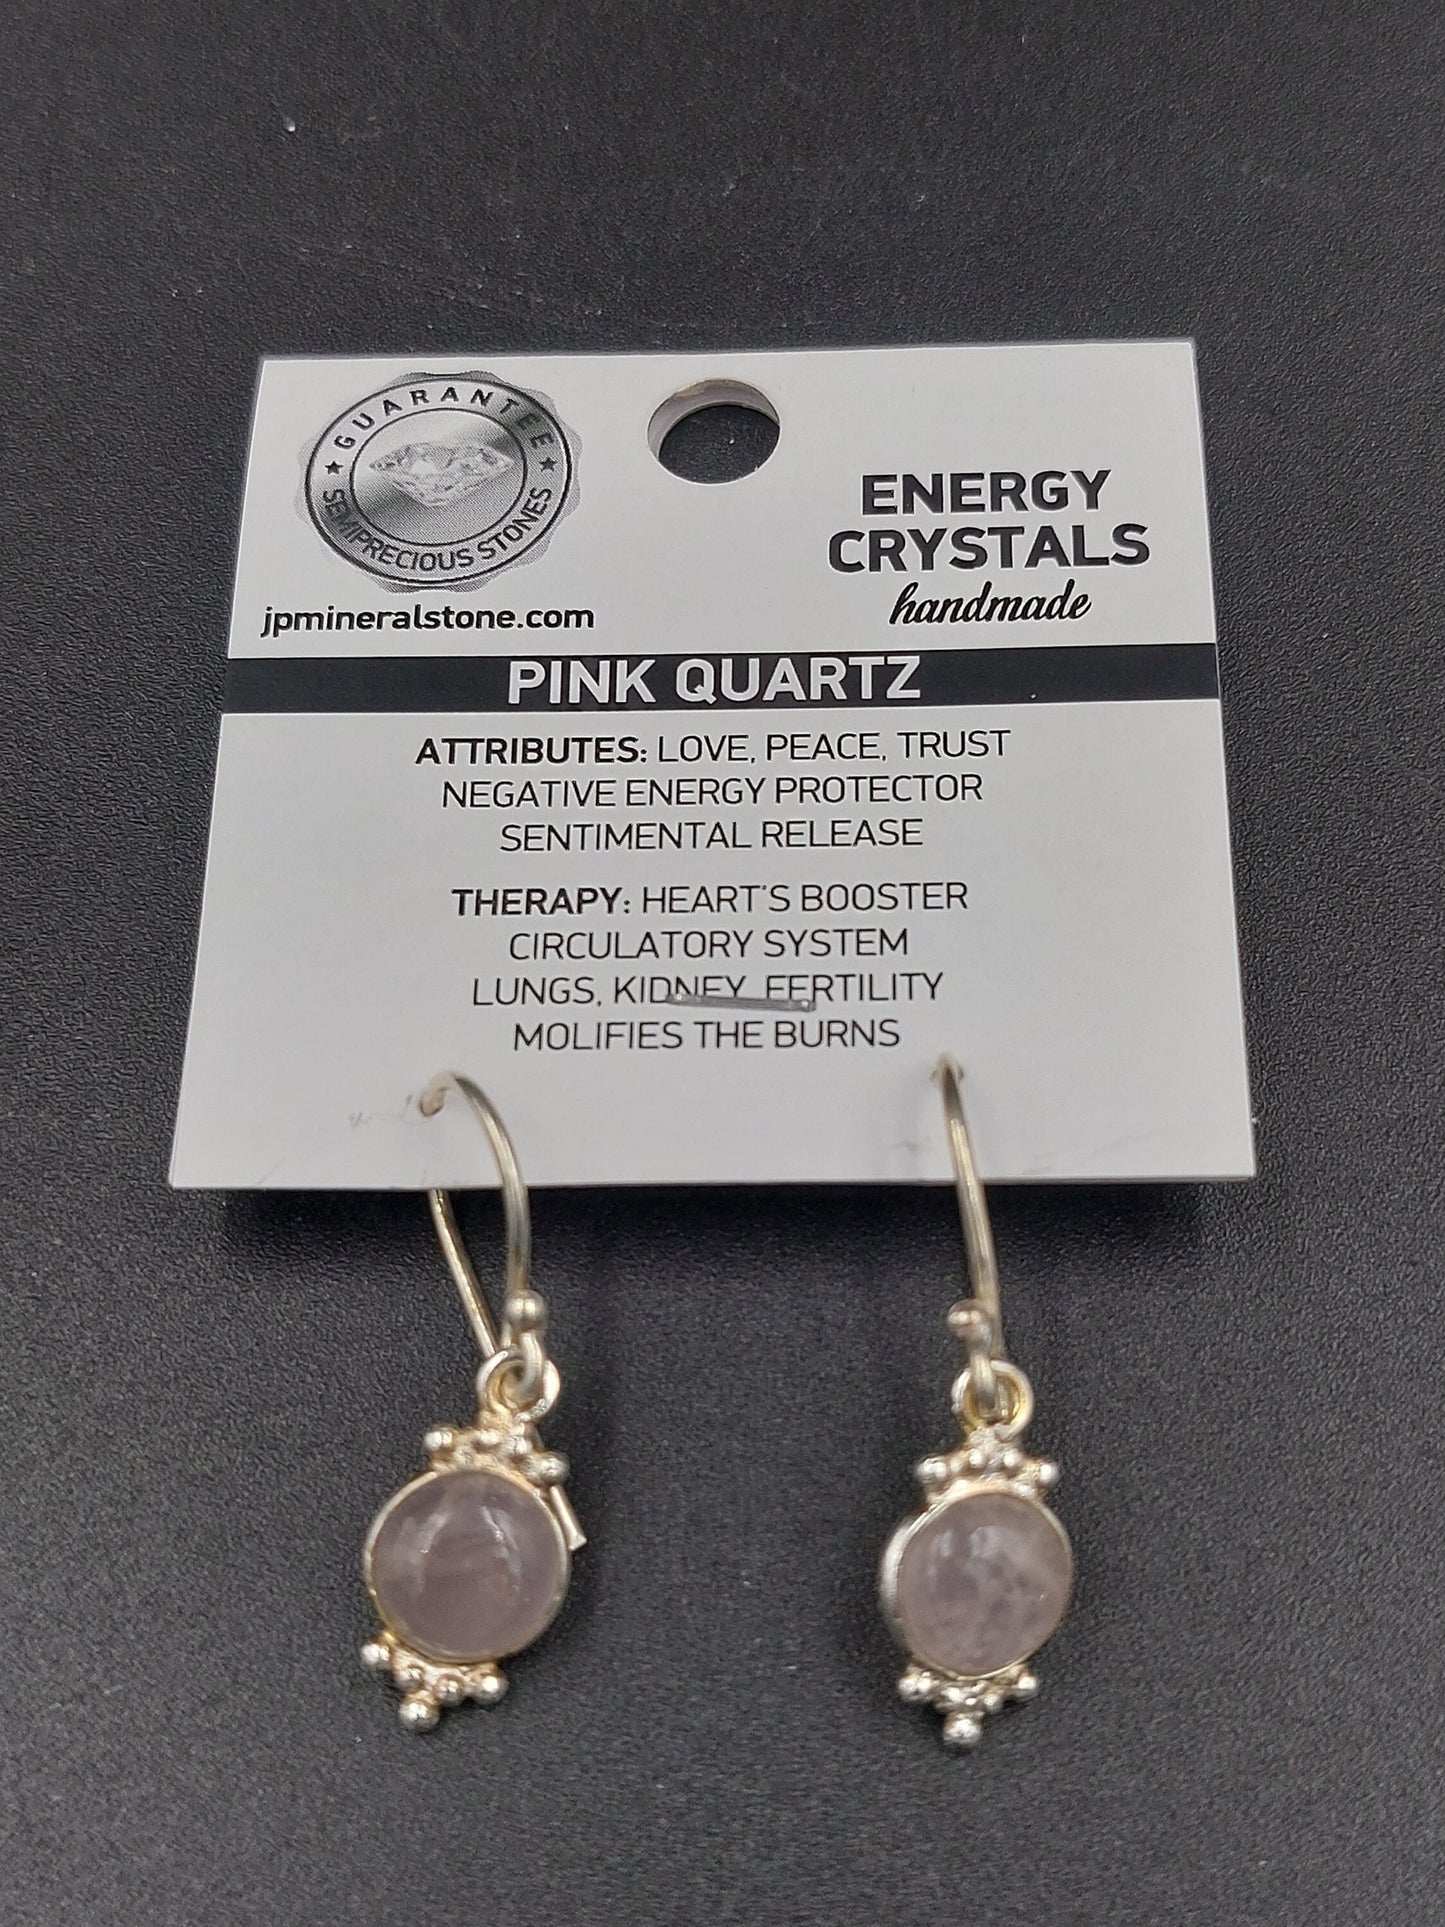 GUARANTEE
SEMIPRECIOUS STONES
jpmineralstone.com
ENERGY
CRYSTALS
handmade
PINK QUARTZ
ATTRIBUTES: LOVE, PEACE, TRUST
NEGATIVE ENERGY PROTECTOR
SENTIMENTAL RELEASE
THERAPY: HEART'S BOOSTER
CIRCULATORY SYSTEM
LUNGS, KIDNEY, FERTILITY
MOLIFIES THE BURNS